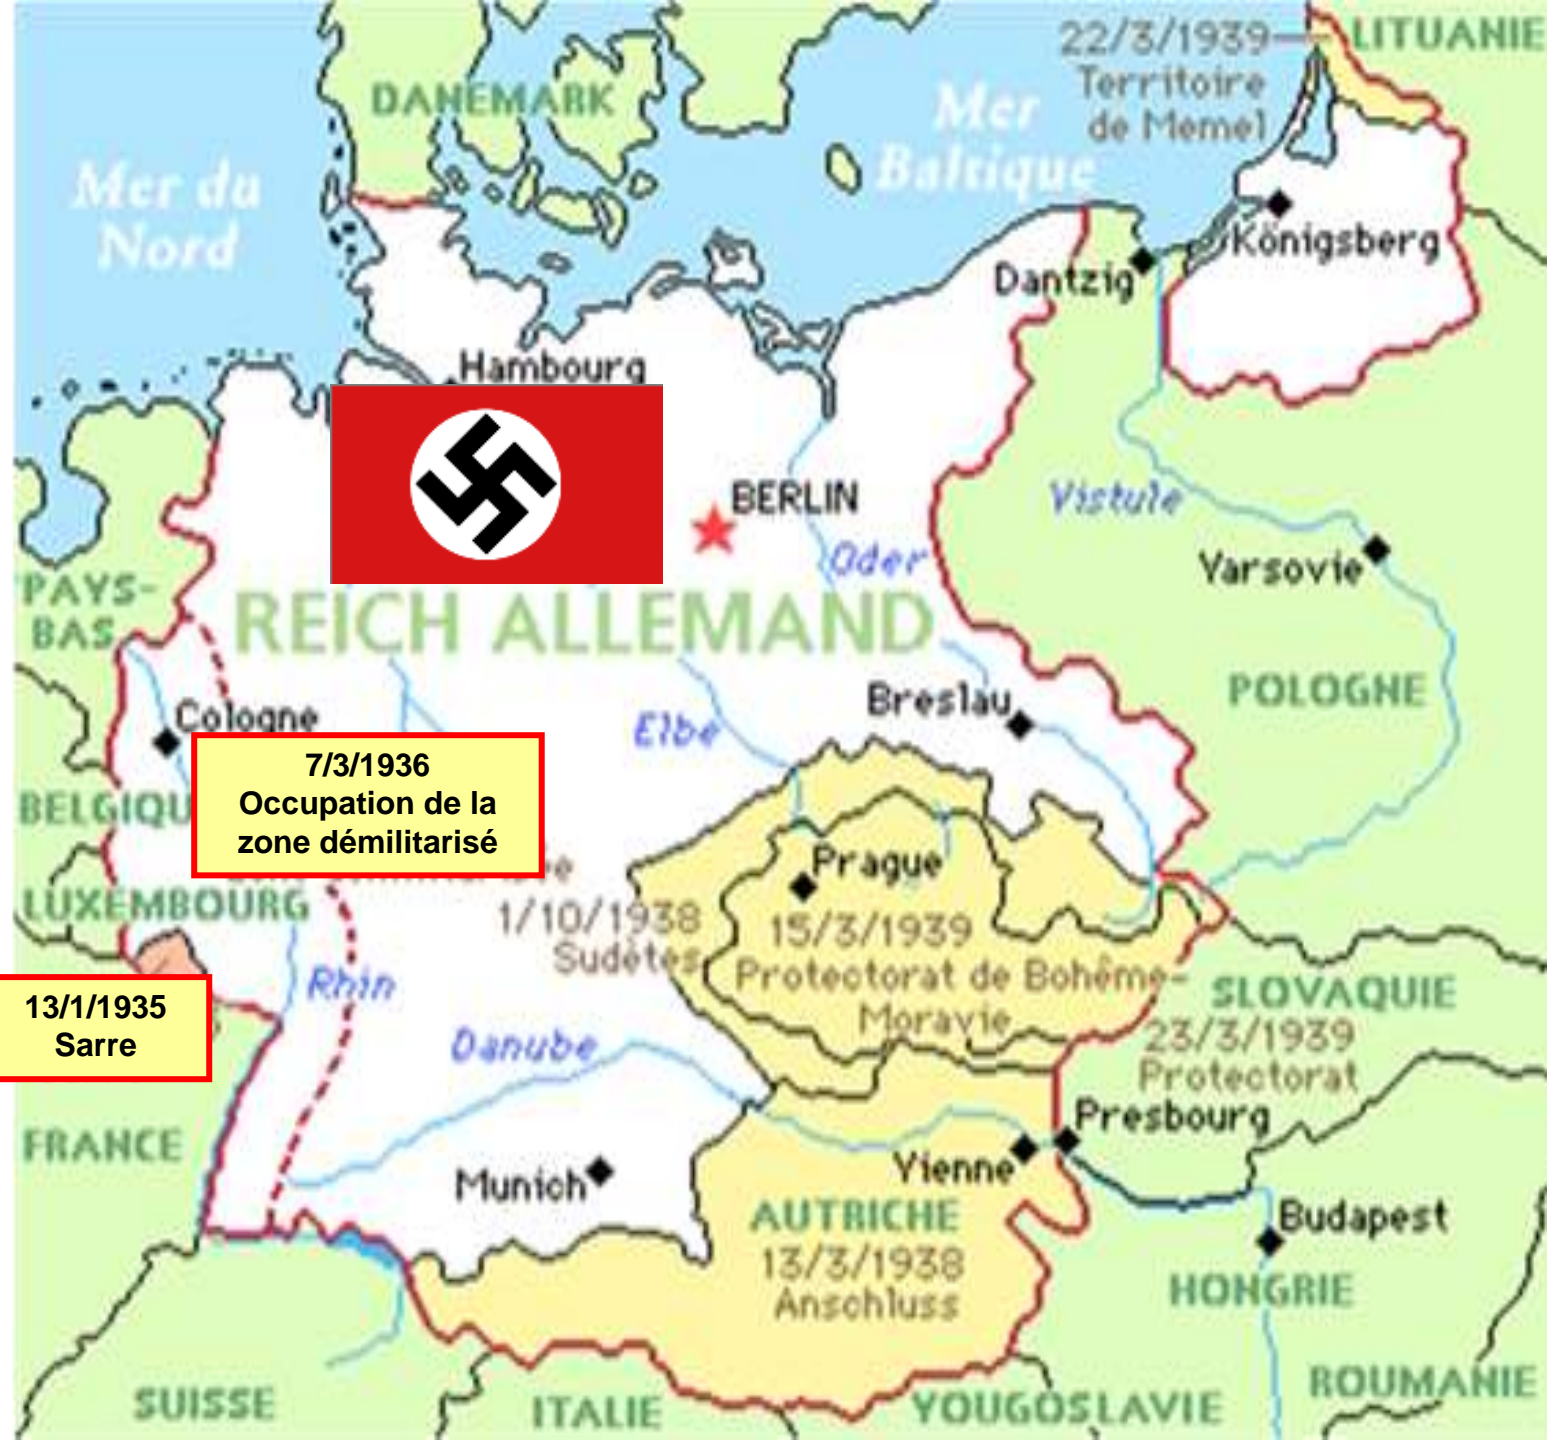 22/3/1939
Territoire
de Memel
LITUANIE
DANEMARK
Mer
Baltique
Mer du
Nord
Königsberg
Dantzig
Hambourg
BERLIN
Vistule
Oder
Varsovie
PAYS-
BAS
REICH ALLEMAND
POLOGNE
Breslau
Elbe
Cologne
7/3/1936
Occupation de la
zone démilitarisé
BELGIQU
Prague
LUXEMBOURG
1/10/1938
Sudètes
15/3/1939
Protectorat de Bohême-
Moravie
Rhin
SLOVAQUIE
23/3/1939
Protectorat
13/1/1935
Sarre
Danube
FRANCE
Presbourg
Munich
Vienne
AUTRICHE
13/3/1938
Anschluss
Budapest
HONGRIE
SUISSE
ITALIE
YOUGOSLAVIE
ROUMANIE